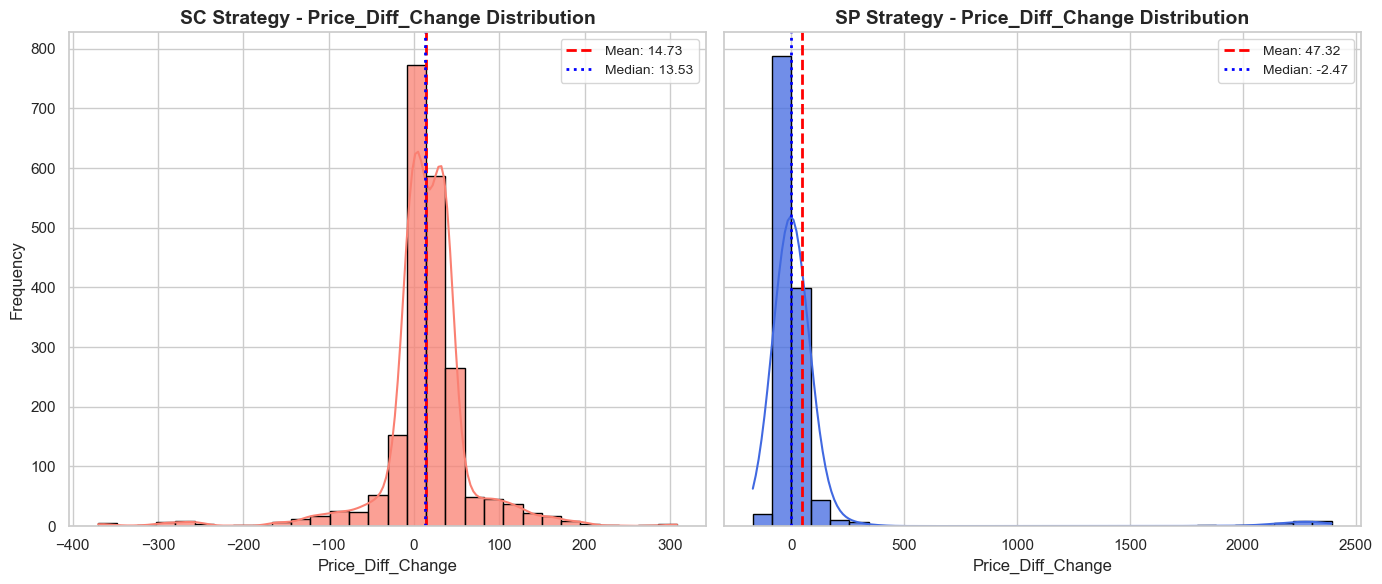 SC Strategy - Price_Diff_Change Distribution
Mean: 14.73
Median: 13.53
Frequency
800
700
600
500
400
300
200
100
0
−400
−300
−200
−100
0
100
200
300
Price_Diff_Change
SP Strategy - Price_Diff_Change Distribution
Mean: 47.32
Median: -2.47
0
500
1000
1500
2000
2500
Price_Diff_Change